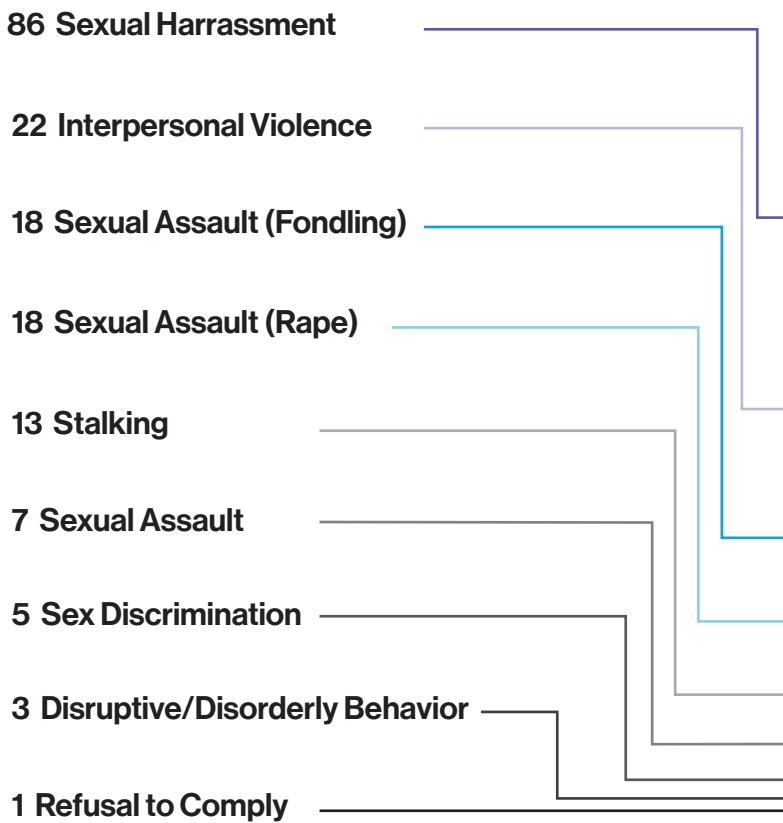 86 Sexual Harrassment
22 Interpersonal Violence
18 Sexual Assault (Fondling)
18 Sexual Assault (Rape)
13 Stalking
7 Sexual Assault
5 Sex Discrimination
3 Disruptive/Disorderly Behavior
1 Refusal to Comply